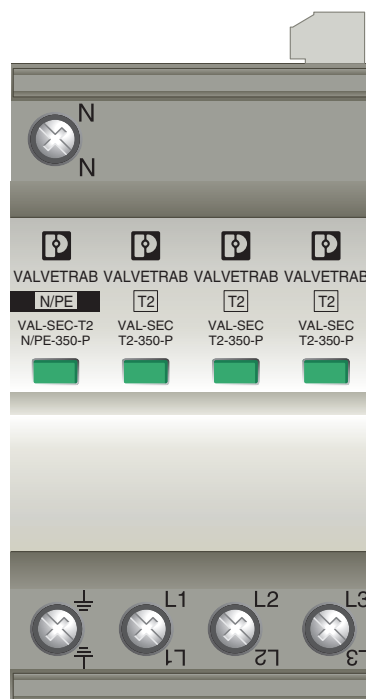 N
N
VALVETRAB VALVETRAB VALVETRAB VALVETRAB
N/PE T2 T2 T2
VAL-SEC-T2 VAL-SEC VAL-SEC VAL-SEC
N/PE-350-P T2-350-P T2-350-P T2-350-P
L1 L2 L3
L1 L2 L3